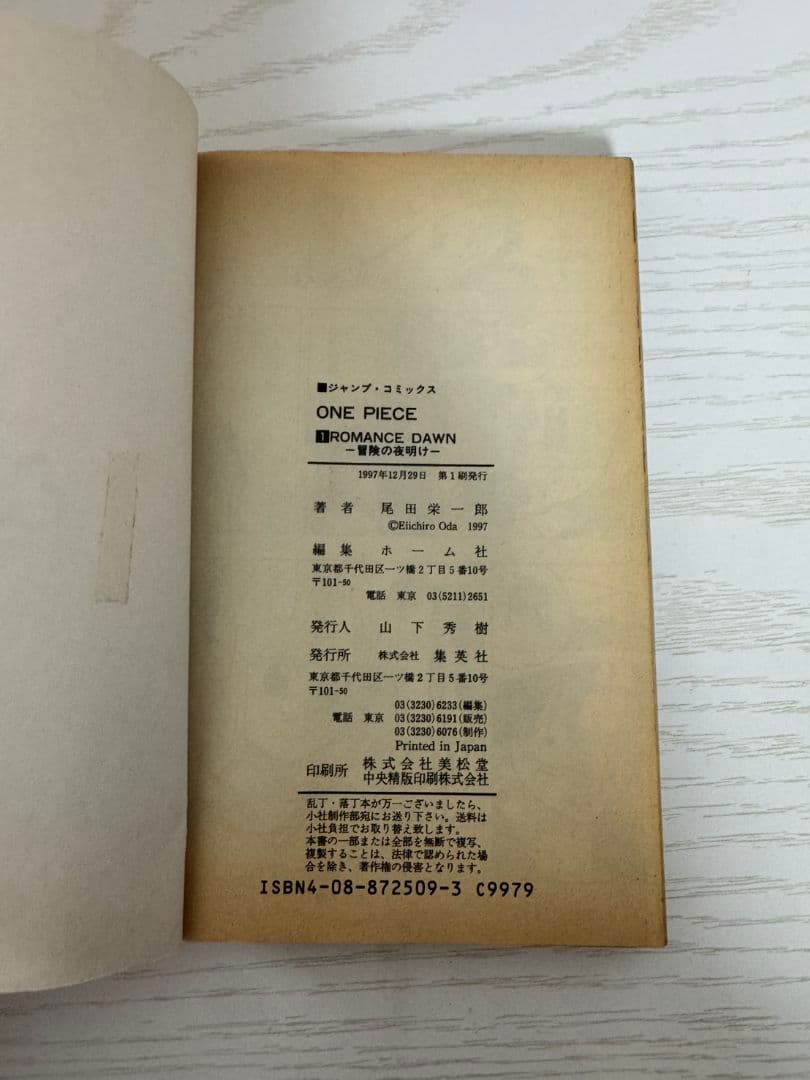 ■ジャンプ・コミックス
ONE PIECE
1 ROMANCE DAWN
―冒険の夜明け―
1997年12月29日 第1刷発行
著者 尾田栄一郎
©Eiichiro Oda 1997
編集 ホーム社
東京都千代田区一ツ橋2丁目5番10号
〒101-50
電話 東京 03(5211)2651
発行人 山下秀樹
発行所 株式会社 集英社
東京都千代田区一ツ橋2丁目5番10号
〒101-50
03(3230)6233(編集)
電話 東京 03(3230)6191(販売)
03(3230)6076(制作)
Printed in Japan
印刷所 株式会社美松堂
中央精版印刷株式会社
乱丁・落丁本が万一ございましたら、
小社制作部宛にお送り下さい。送料は
小社負担でお取り替え致します。
本書の一部または全部を無断で複写、
複製することは、法律で認められた場
合を除き、著作権の侵害となります。
ISBN4-08-872509-3 C9979